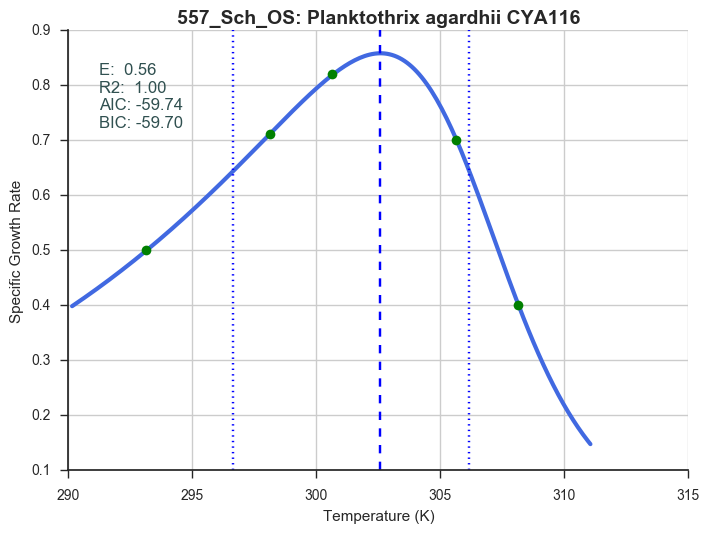 557_Sch_OS: Planktothrix agardhii CYA116
E: 0.56
R2: 1.00
AIC: -59.74
BIC: -59.70
Specific Growth Rate
0.9
0.8
0.7
0.6
0.5
0.4
0.3
0.2
0.1
290 295 300 305 310 315
Temperature (K)